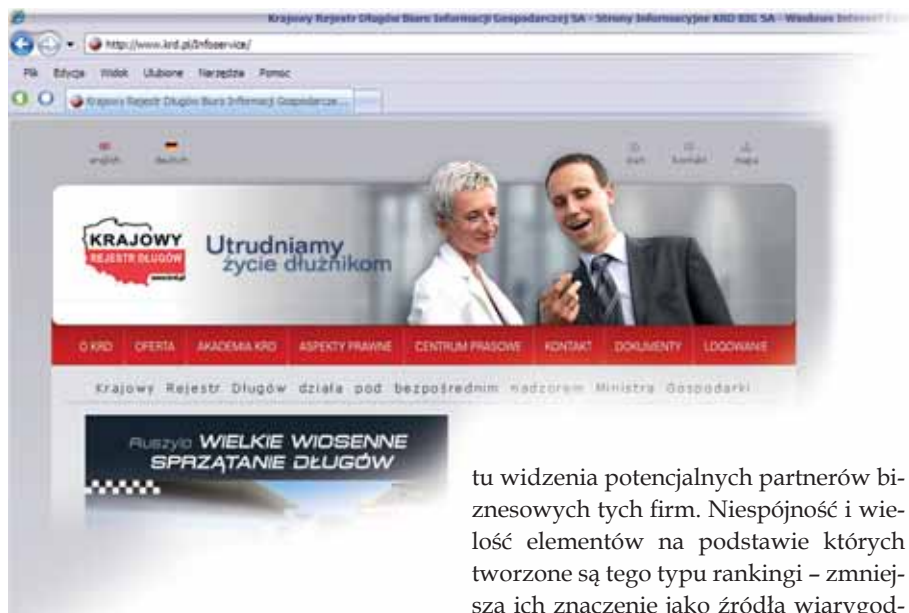 Krajowy Rejestr Długów Biuro Informacji Gospodarczej SA - Strony informacyjne KRD BIG SA - Windows Internet
http://www.krd.pl/Infoservice/
Plik Edycja Widok Ulubione Narzędzia Pomoc
Krajowy Rejestr Długów Biuro Informacji Gospodarcze...
english deutsch start kontakt mapa
KRAJOWY
REJESTR DŁUGÓW
www.krd.pl
Utrudniamy
życie dłużnikom
O KRD OFERTA AKADEMIA KRD ASPEKTY PRAWNE CENTRUM PRASOWE KONTAKT DOKUMENTY LOGOWANIE
Krajowy Rejestr Długów działa pod bezpośrednim nadzorem Ministra Gospodarki
Ruszyło WIELKIE WIOSENNE
SPRZĄTANIE DŁUGÓW
tu widzenia potencjalnych partnerów bi-
znesowych tych firm. Niespójność i wie-
lość elementów na podstawie których
tworzone są tego typu rankingi – zmniej-
sza ich znaczenie jako źródła wiarygod-